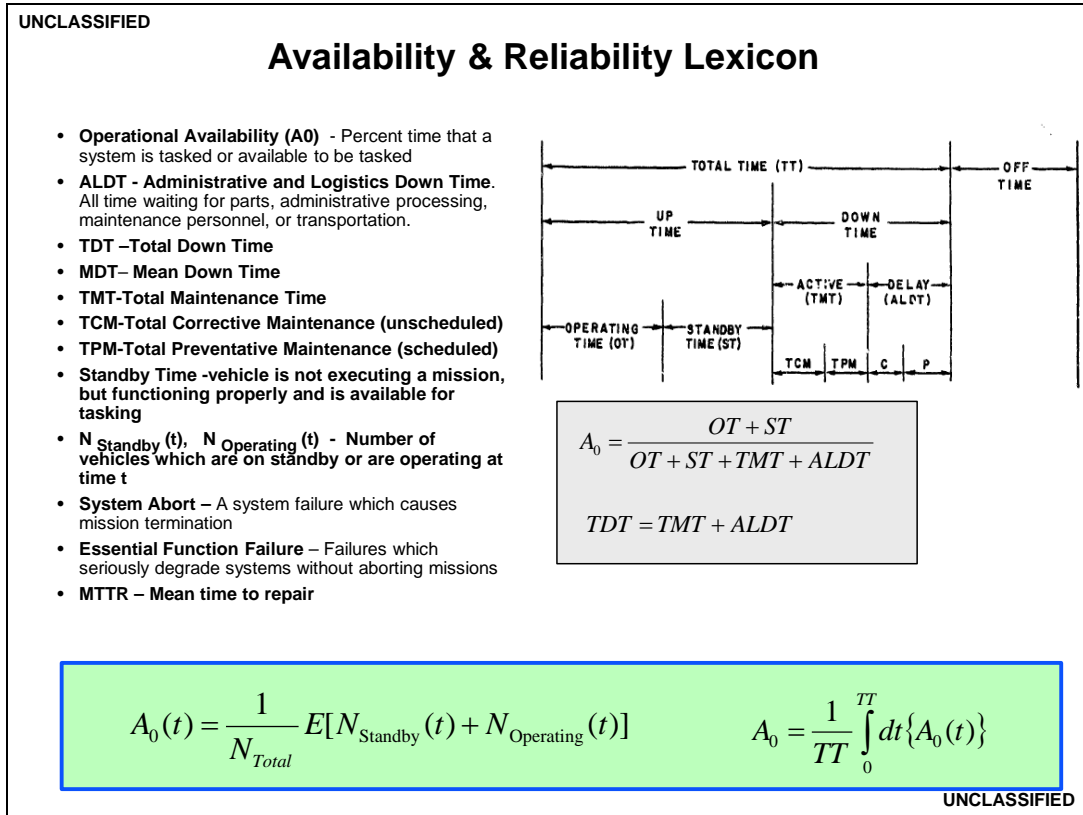 UNCLASSIFIED
Availability & Reliability Lexicon
• Operational Availability (A0) - Percent time that a
system is tasked or available to be tasked
• ALDT - Administrative and Logistics Down Time.
All time waiting for parts, administrative processing,
maintenance personnel, or transportation.
• TDT –Total Down Time
• MDT– Mean Down Time
• TMT-Total Maintenance Time
• TCM-Total Corrective Maintenance (unscheduled)
• TPM-Total Preventative Maintenance (scheduled)
• Standby Time -vehicle is not executing a mission,
but functioning properly and is available for
tasking
• N Standby (t), N Operating (t) - Number of
vehicles which are on standby or are operating at
time t
• System Abort – A system failure which causes
mission termination
• Essential Function Failure – Failures which
seriously degrade systems without aborting missions
• MTTR – Mean time to repair
TOTAL TIME (TT)
OFF
TIME
UP
TIME
DOWN
TIME
ACTIVE
(TMT)
DELAY
(ALDT)
OPERATING
TIME (OT)
STANDBY
TIME (ST)
TCM TPM C P
A₀ = (OT + ST) / (OT + ST + TMT + ALDT)
TDT = TMT + ALDT
A₀(t) = 1/N_Total E[N_Standby(t) + N_Operating(t)]
A₀ = 1/TT ∫₀^TT dt{A₀(t)}
UNCLASSIFIED